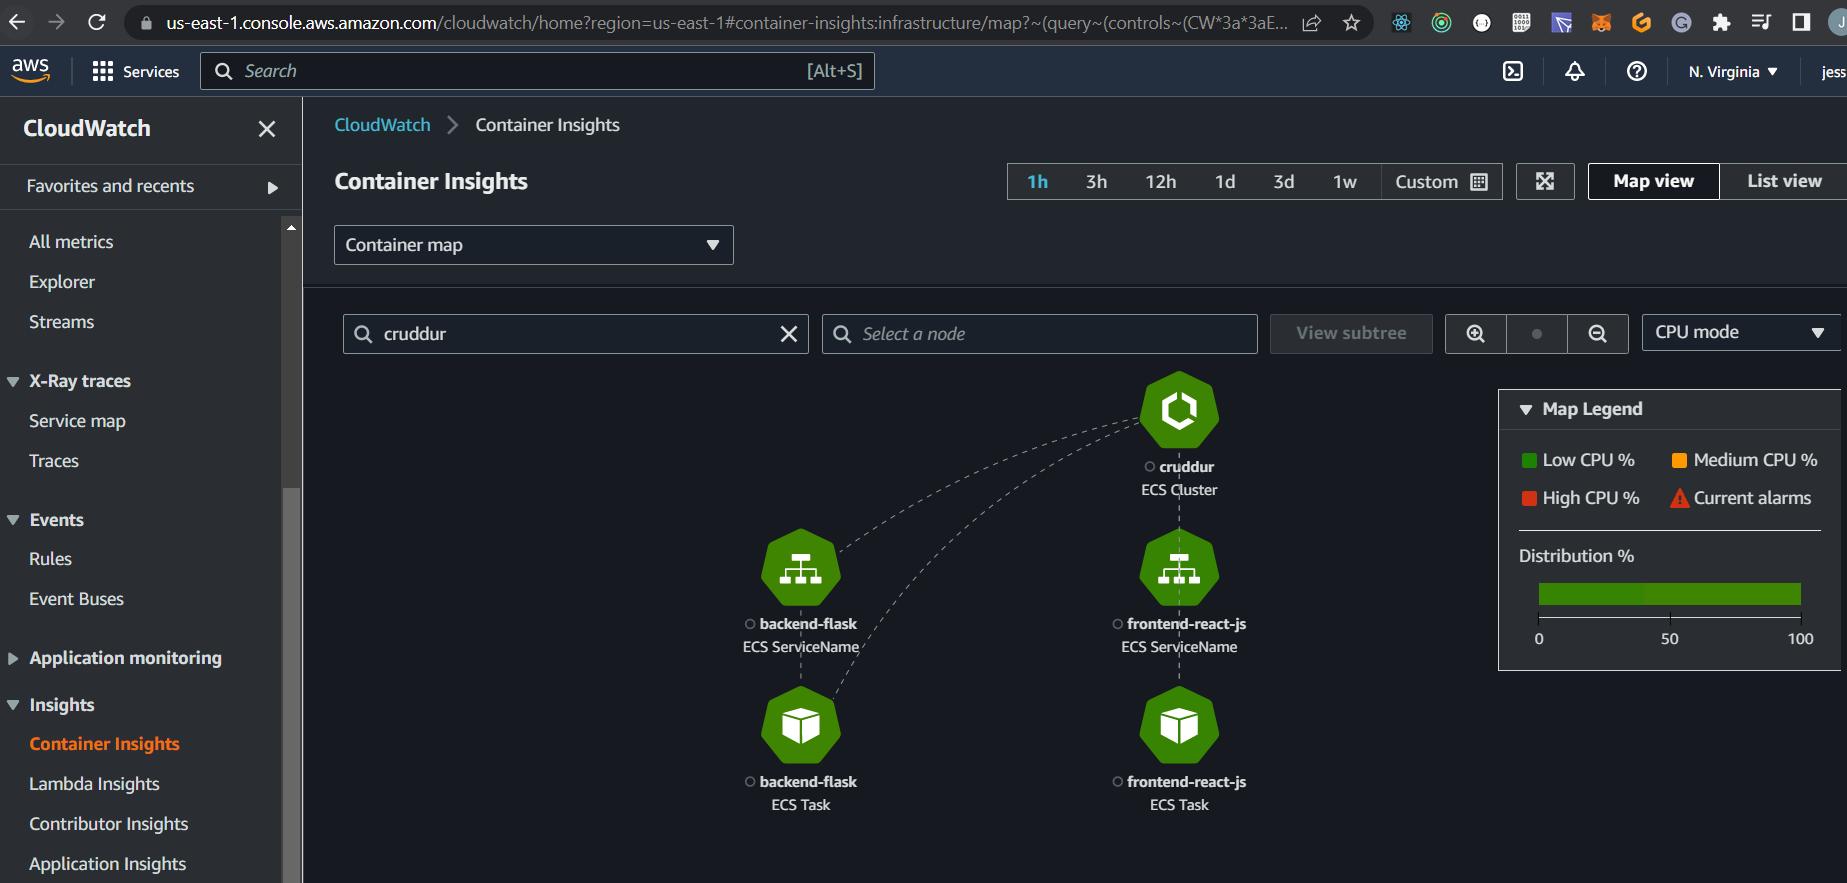 us-east-1.console.aws.amazon.com/cloudwatch/home?region=us-east-1#container-insights:infrastructure/map?~(query~(controls~(CW*3a*3aE...
aws
Services
Search
[Alt+S]
N. Virginia
jess
CloudWatch
Favorites and recents
All metrics
Explorer
Streams
X-Ray traces
Service map
Traces
Events
Rules
Event Buses
Application monitoring
Insights
Container Insights
Lambda Insights
Contributor Insights
Application Insights
CloudWatch > Container Insights
Container Insights
1h 3h 12h 1d 3d 1w Custom
Map view List view
Container map
cruddur
Select a node
View subtree
CPU mode
cruddur
ECS Cluster
backend-flask
ECS ServiceName
frontend-react-js
ECS ServiceName
backend-flask
ECS Task
frontend-react-js
ECS Task
Map Legend
Low CPU % Medium CPU %
High CPU % Current alarms
Distribution %
0 50 100